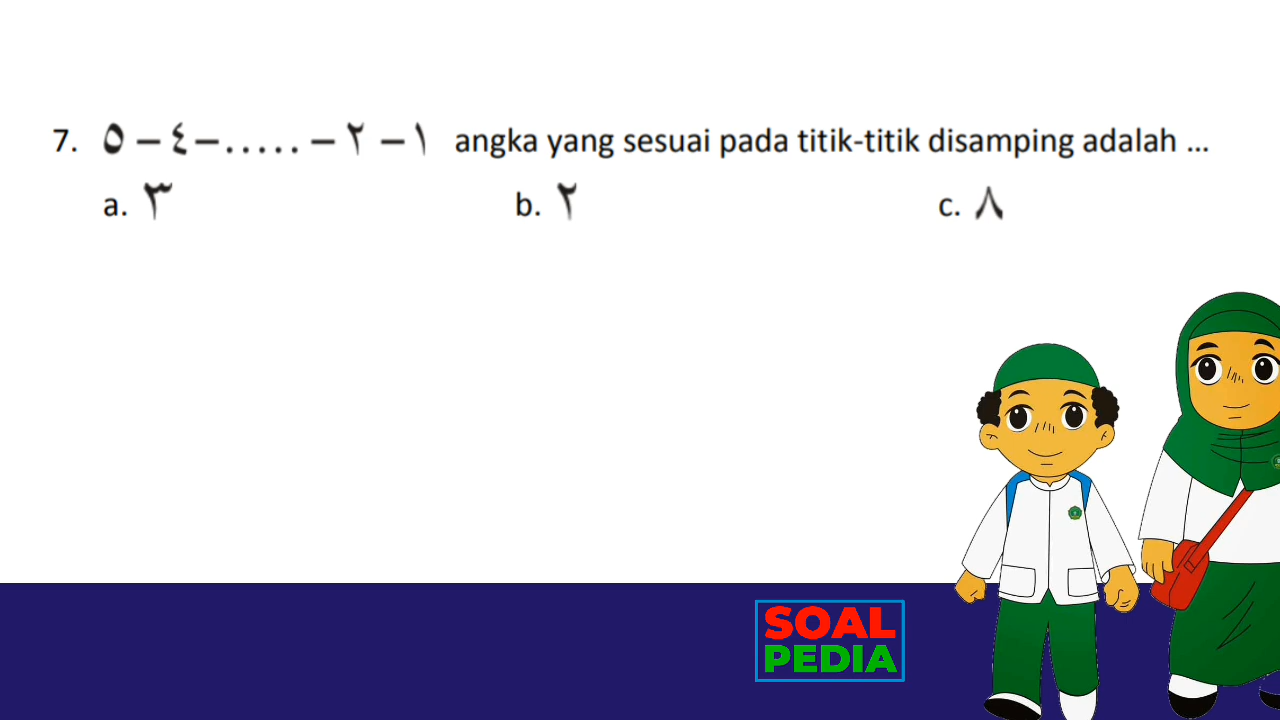 7. ٥ – ٤ –..... – ٢ – ١ angka yang sesuai pada titik-titik disamping adalah ...
a. ٣ b. ٢ c. ٨
SOAL
PEDIA